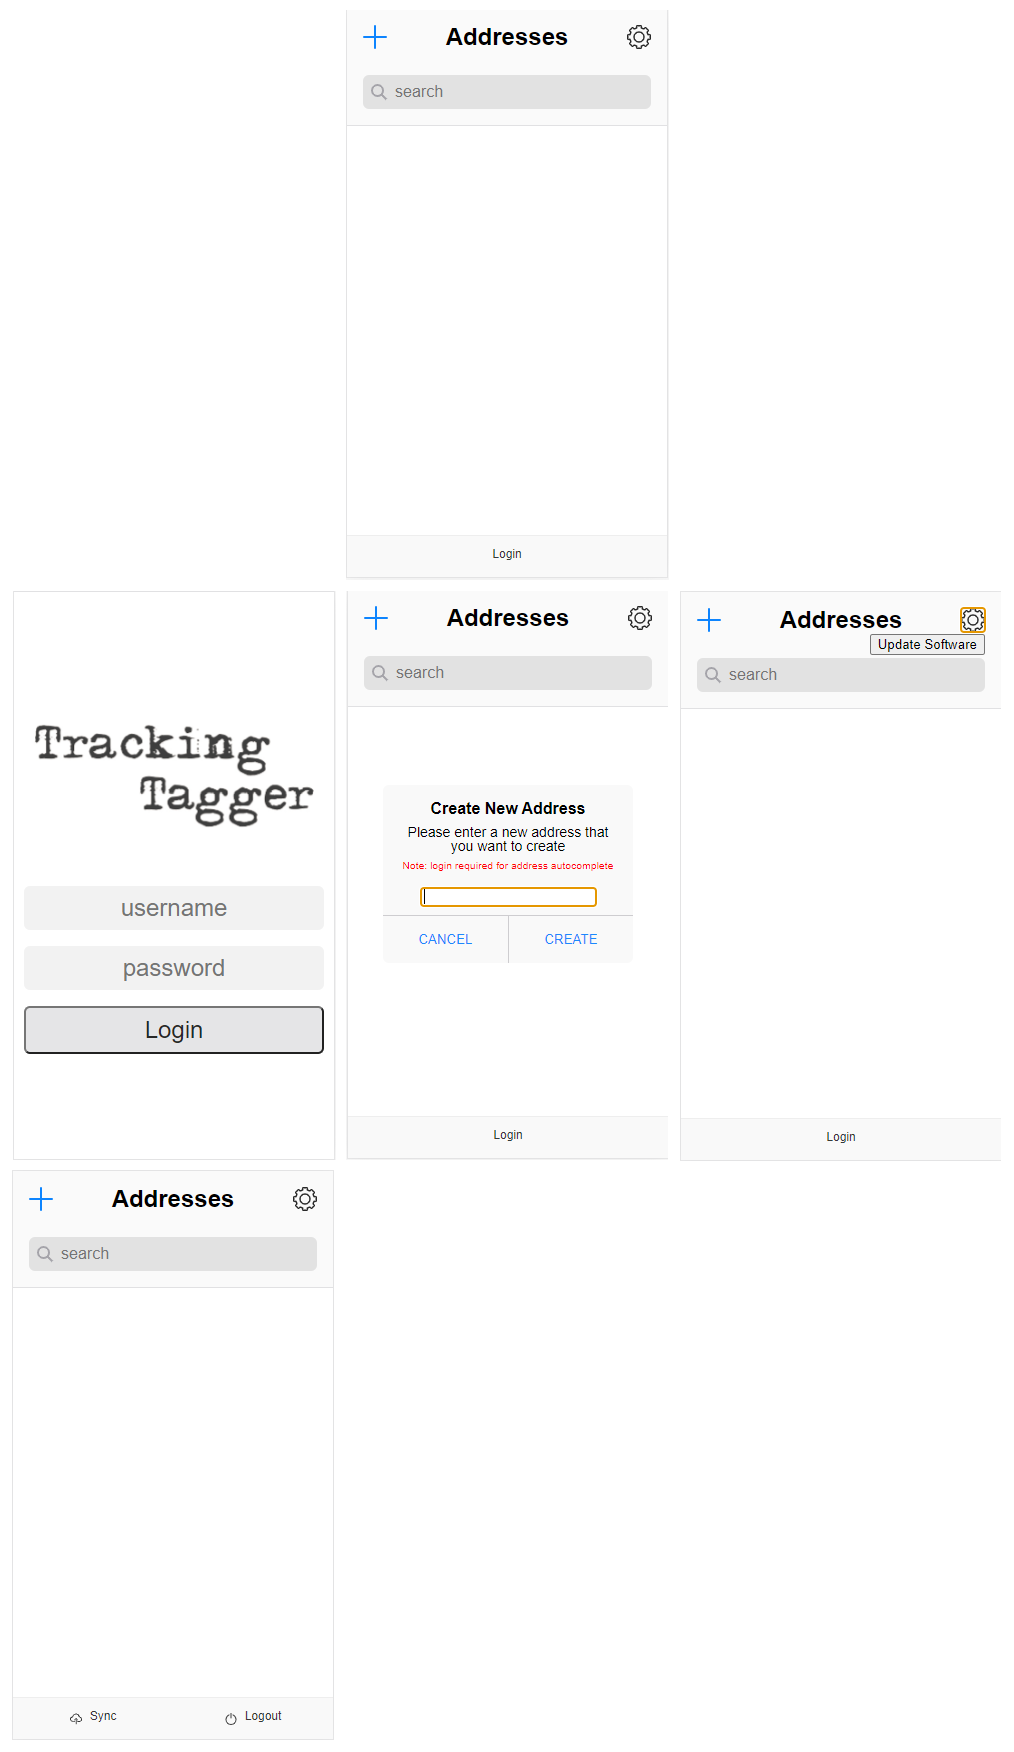 Addresses
search
Login
Tracking
Tagger
username
password
Login
Addresses
search
Create New Address
Please enter a new address that
you want to create
Note: login required for address autocomplete
CANCEL
CREATE
Login
Addresses
Update Software
search
Login
Addresses
search
Sync
Logout